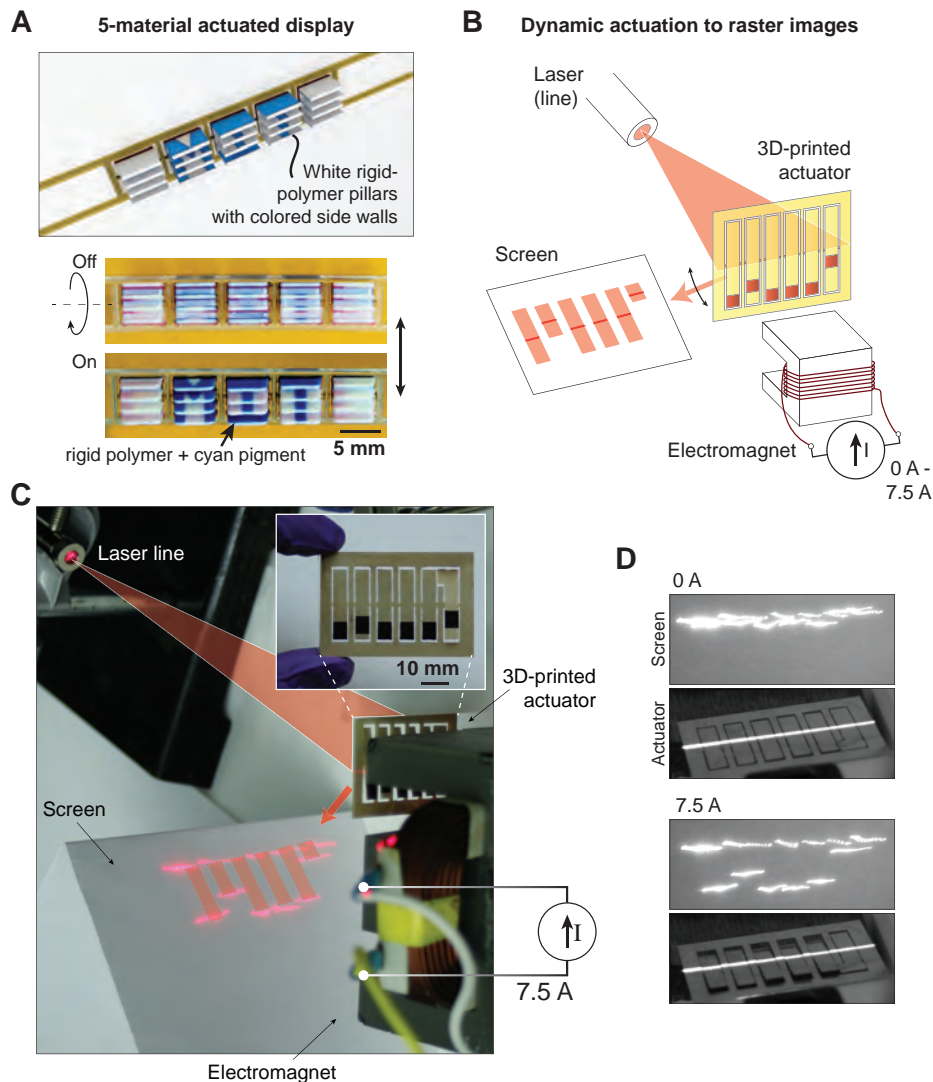 A
5-material actuated display
White rigid-
polymer pillars
with colored side walls
Off
On
5 mm
rigid polymer + cyan pigment
B
Dynamic actuation to raster images
Laser
(line)
3D-printed
actuator
Screen
Electromagnet
I
0 A -
7.5 A
C
Laser line
10 mm
3D-printed
actuator
Screen
I
7.5 A
Electromagnet
D
0 A
Screen
Actuator
7.5 A